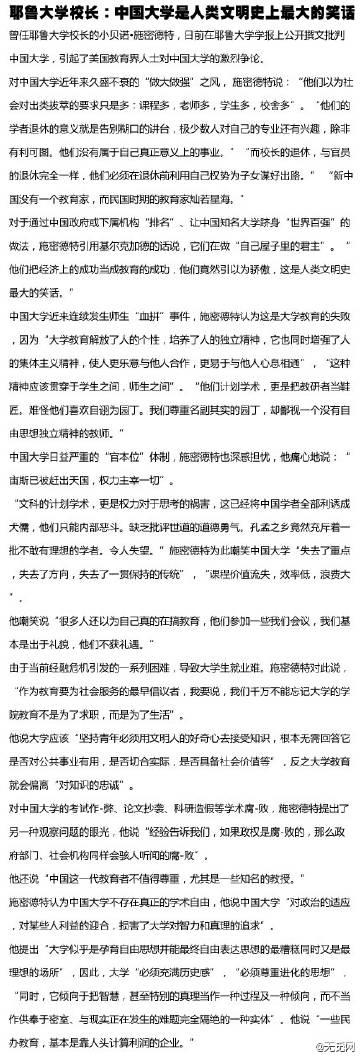 耶鲁大学校长：中国大学是人类文明史上最大的笑话
曾任耶鲁大学校长的小贝诺·施密德特，日前在耶鲁大学学报上公开撰文批判
中国大学，引起了美国教育界人士对中国大学的激烈争论。
对中国大学近年来久盛不衰的“做大做强”之风，施密德特说：“他们以为社
会对出类拔萃的要求只是多：课程多，老师多，学生多，校舍多”。“他们的
学者退休的意义就是告别糊口的讲台，极少数人对自己的专业还有兴趣，除非
有利可图。他们没有属于自己真正意义上的事业。”“而校长的退休，与官员
的退休完全一样，他们必须在退休前利用自己权势为子女谋好出路。”“新中
国没有一个教育家，而民国时期的教育家灿若星海。”
对于通过中国政府或下属机构“排名”、让中国知名大学跻身“世界百强”的
做法，施密德特引用基尔克加德的话说，它们在做“自己屋子里的君主”。“
他们把经济上的成功当成教育的成功，他们竟然引以为骄傲，这是人类文明史
最大的笑话。”
中国大学近来连续发生师生“血拼”事件，施密德特认为这是大学教育的失败
，因为“大学教育解放了人的个性，培养了人的独立精神，它也同时增强了人
的集体主义精神，使人更乐意与他人合作，更易于与他人心息相通”，“这种
精神应该贯穿于学生之间，师生之间”。“他们计划学术，更是把教研者当鞋
匠。难怪他们喜欢自诩为园丁。我们尊重名副其实的园丁，却鄙视一个没有自
由思想独立精神的教师。”
中国大学日益严重的“官本位”体制，施密德特也深感担忧，他痛心地说：“
宙斯已被赶出天国，权力主宰一切”。
“文科的计划学术，更是权力对于思考的祸害，这已经将中国学者全部利诱成
犬儒，他们只能内部恶斗。缺乏批评世道的道德勇气。孔孟之乡竟然充斥着一
批不敢有理想的学者。令人失望。”施密德特为此嘲笑中国大学“失去了重点
，失去了方向，失去了一贯保持的传统”，“课程价值流失，效率低，浪费大
”。
他嘲笑说“很多人还以为自己真的在搞教育，他们参加一些我们会议，我们基
本是出于礼貌，他们不获礼遇。”
由于当前经融危机引发的一系列困难，导致大学生就业难。施密德特对此说，
“作为教育要为社会服务的最早倡议者，我要说，我们千万不能忘记大学的学
院教育不是为了求职，而是为了生活”。
他说大学应该“坚持青年必须用文明人的好奇心去接受知识，根本无需回答它
是否对公共事业有用，是否切合实际，是否具备社会价值等”，反之大学教育
就会偏离“对知识的忠诚”。
对中国大学的考试作-弊、论文抄袭、科研造假等学术腐-败，施密德特提出了
另一种观察问题的眼光，他说“经验告诉我们，如果政权是腐-败的，那么政
府部门、社会机构同样会骇人听闻的腐-败”。
他还说“中国这一代教育者不值得尊重，尤其是一些知名的教授。”
施密德特认为中国大学不存在真正的学术自由，他说中国大学“对政治的适应
，对某些人利益的迎合，损害了大学对智力和真理的追求”。
他提出“大学似乎是孕育自由思想并能最终自由表达思想的最糟糕同时又是最
理想的场所”，因此，大学“必须充满历史感”，“必须尊重进化的思想”，
“同时，它倾向于把智慧，甚至特别的真理当作一种过程及一种倾向，而不当
作供奉于密室、与现实正在发生的难题完全隔绝的一种实体”。他说“一些民
办教育，基本是靠人头计算利润的企业。”
@无觅网